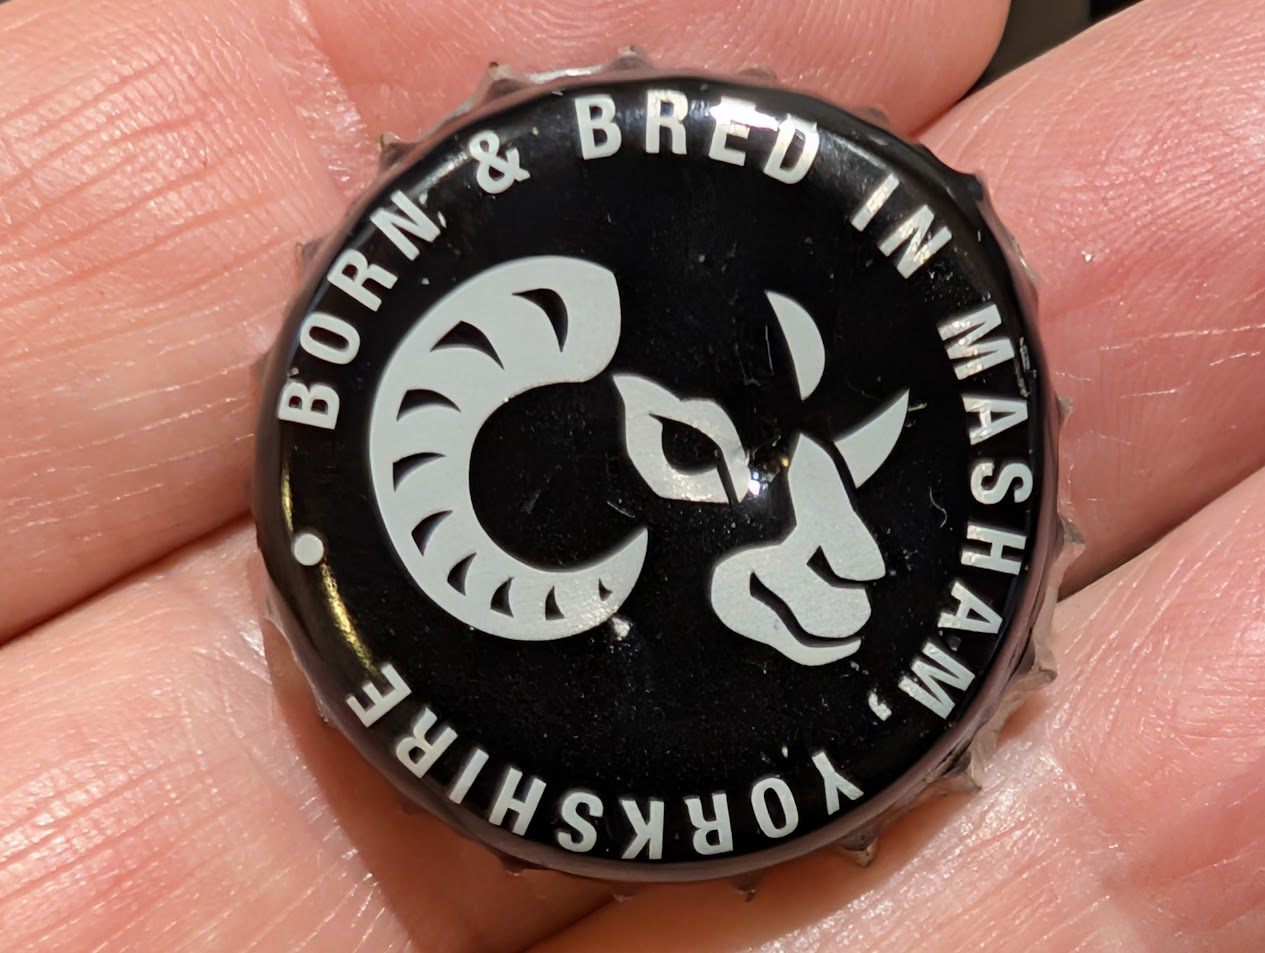 BORN & BRED IN MASHAM, YORKSHIRE •